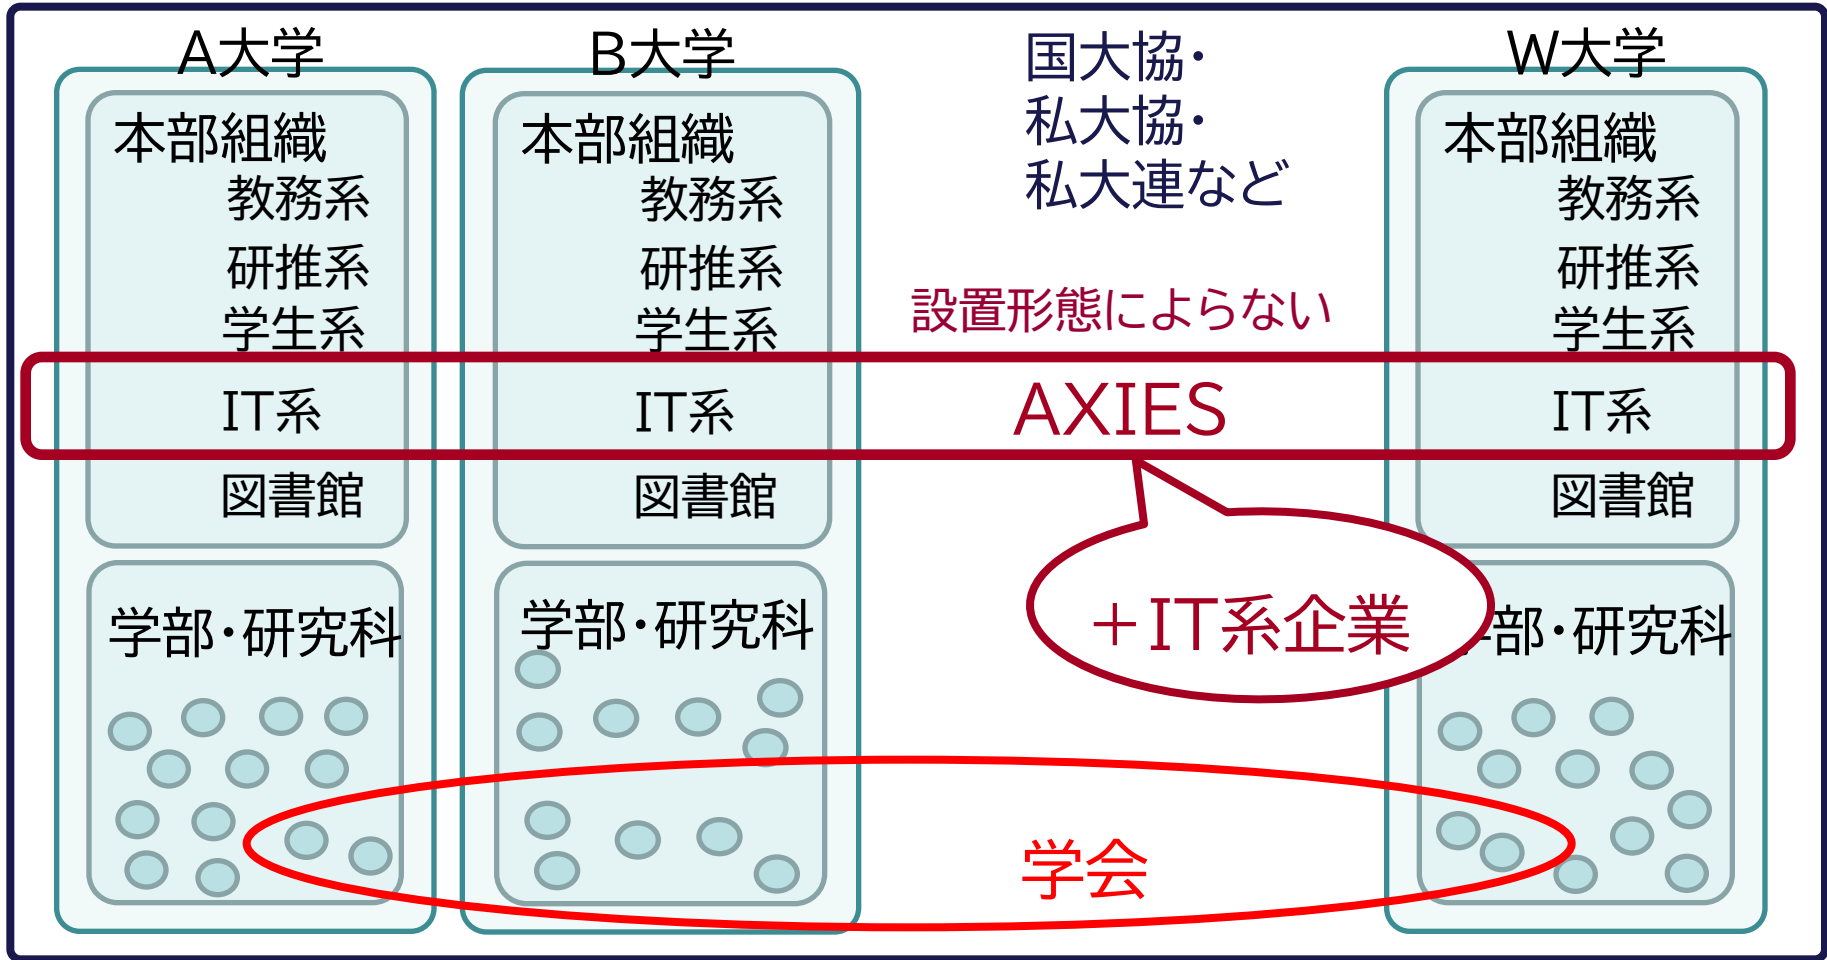 A大学
本部組織
教務系
研推系
学生系
IT系
図書館
学部・研究科
B大学
本部組織
教務系
研推系
学生系
IT系
図書館
学部・研究科
国大協・
私大協・
私大連など
設置形態によらない
AXIES
＋IT系企業
学会
W大学
本部組織
教務系
研推系
学生系
IT系
図書館
部・研究科